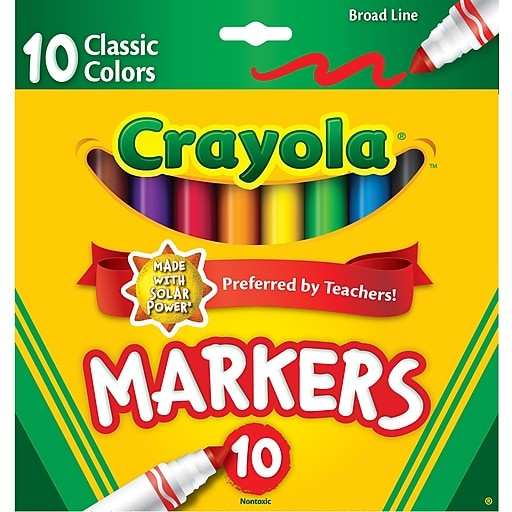 10 Classic
Colors
Broad Line
Crayola®
™
MADE
WITH
SOLAR
POWER*
Preferred by Teachers!
MARKERS
10
Nontoxic
®